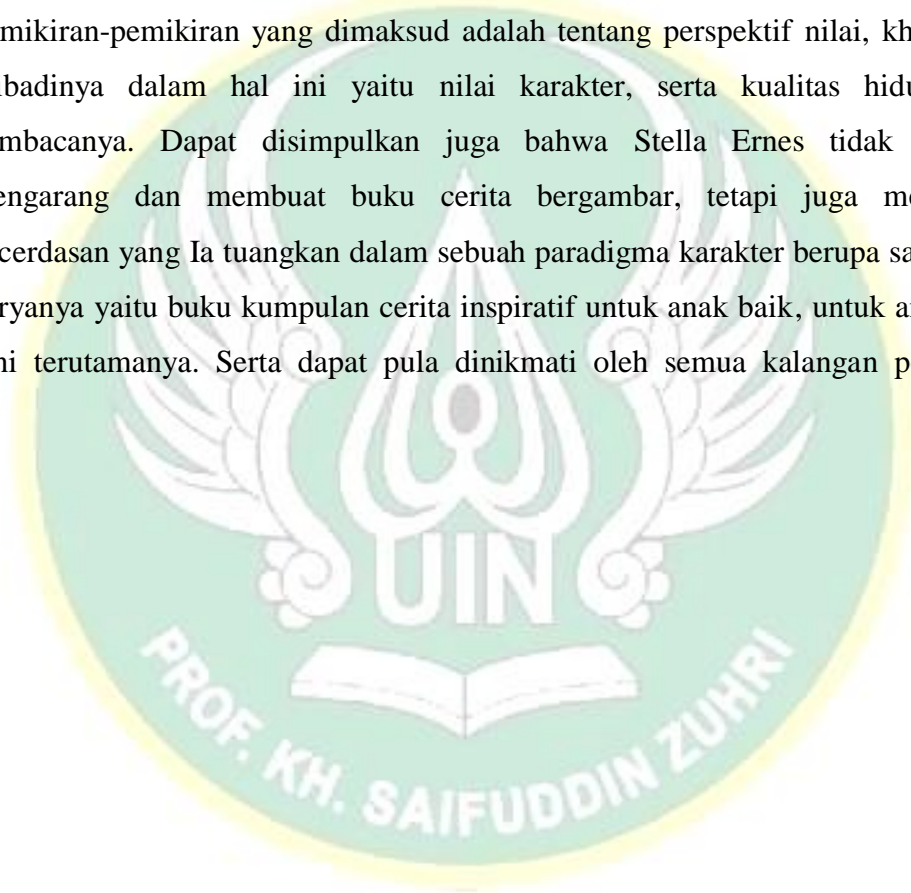 mikiran-pemikiran yang dimaksud adalah tentang perspektif nilai, kh
ibadinya dalam hal ini yaitu nilai karakter, serta kualitas hidu
mbacanya. Dapat disimpulkan juga bahwa Stella Ernes tidak
engarang dan membuat buku cerita bergambar, tetapi juga me
cerdasan yang Ia tuangkan dalam sebuah paradigma karakter berupa sa
ryanya yaitu buku kumpulan cerita inspiratif untuk anak baik, untuk a
ni terutamanya. Serta dapat pula dinikmati oleh semua kalangan p
UIN
PROF. KH. SAIFUDDIN ZUHRI